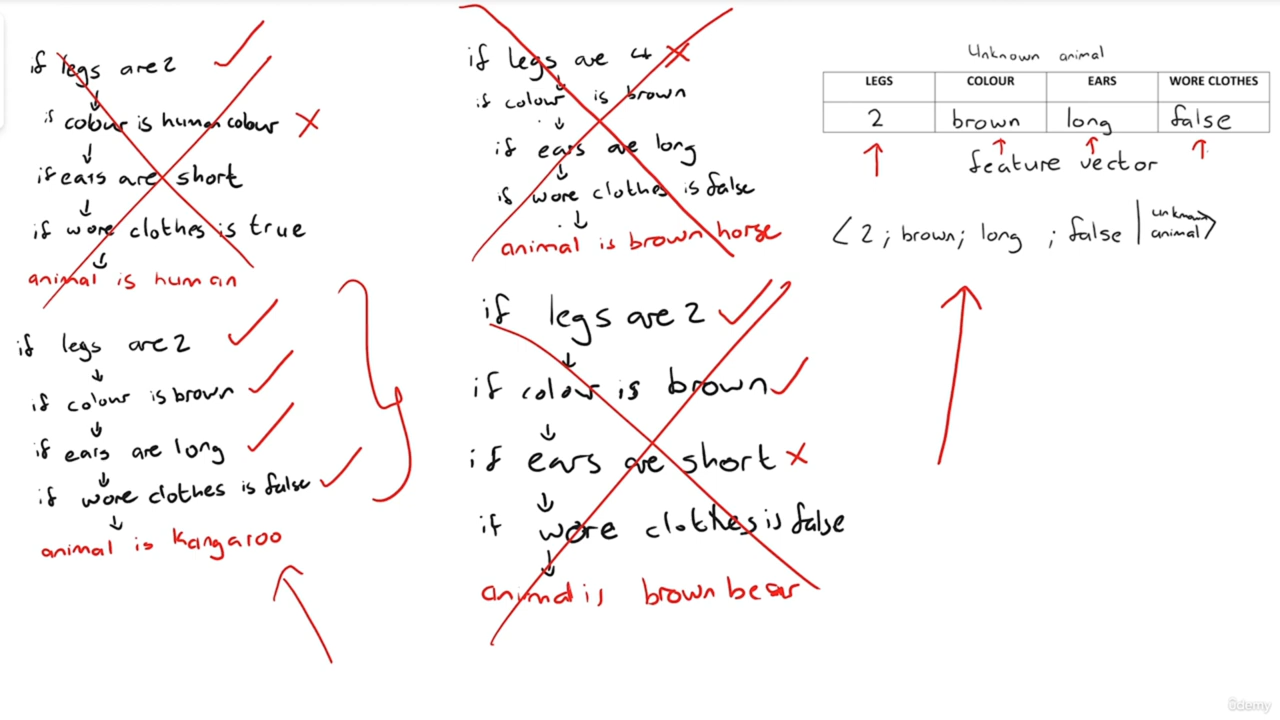 if legs are 2
if colour is human colour
if ears are short
if wore clothes is true
animal is human
if legs are 2
if colour is brown
if ears are long
if wore clothes is false
animal is Kangaroo
if legs are 4
if colour is brown
if ears are long
if wore clothes is false
animal is brown horse
if legs are 2
if colour is brown
if ears are short
if wore clothes is false
animal is brown bear
Unknown animal
LEGS COLOUR EARS WORE CLOTHES
2 brown long false
feature vector
<2 ; brown; long ; false | unknown animal>
ûdemy